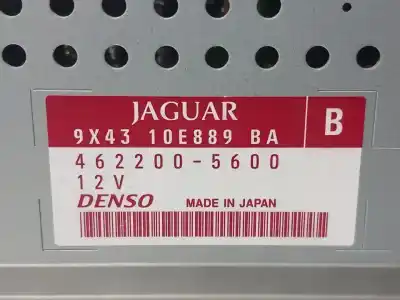 JAGUAR
9X43 10E889 BA
B
462200-5600
12V
DENSO MADE IN JAPAN